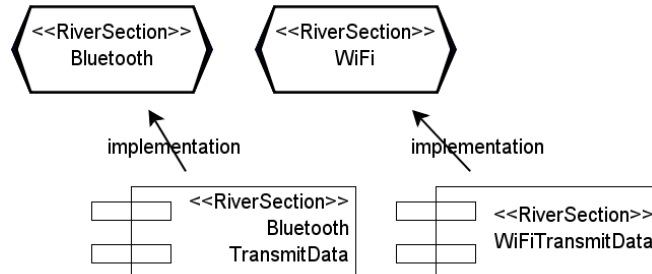 <<RiverSection>>
Bluetooth
<<RiverSection>>
WiFi
implementation
implementation
<<RiverSection>>
Bluetooth
TransmitData
<<RiverSection>>
WiFiTransmitData